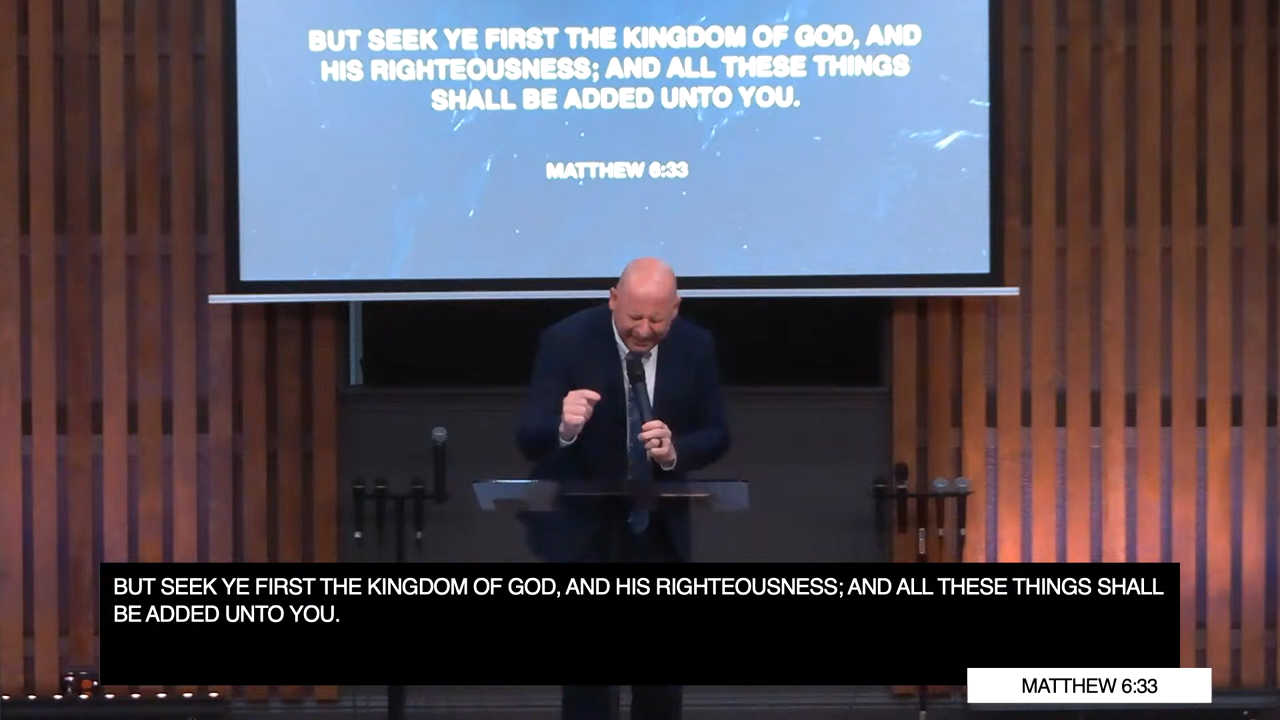 BUT SEEK YE FIRST THE KINGDOM OF GOD, AND
HIS RIGHTEOUSNESS; AND ALL THESE THINGS
SHALL BE ADDED UNTO YOU.
MATTHEW 6:33
BUT SEEK YE FIRST THE KINGDOM OF GOD, AND HIS RIGHTEOUSNESS; AND ALL THESE THINGS SHALL
BE ADDED UNTO YOU.
MATTHEW 6:33